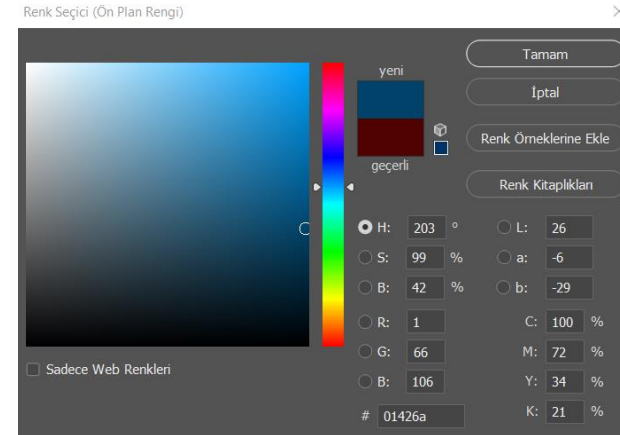 Renk Seçici (Ön Plan Rengi)
yeni
geçerli
Tamam
İptal
Renk Örneklerine Ekle
Renk Kitaplıkları
H: 203 °
S: 99 %
B: 42 %
R: 1
G: 66
B: 106
# 01426a
L: 26
a: -6
b: -29
C: 100 %
M: 72 %
Y: 34 %
K: 21 %
Sadece Web Renkleri